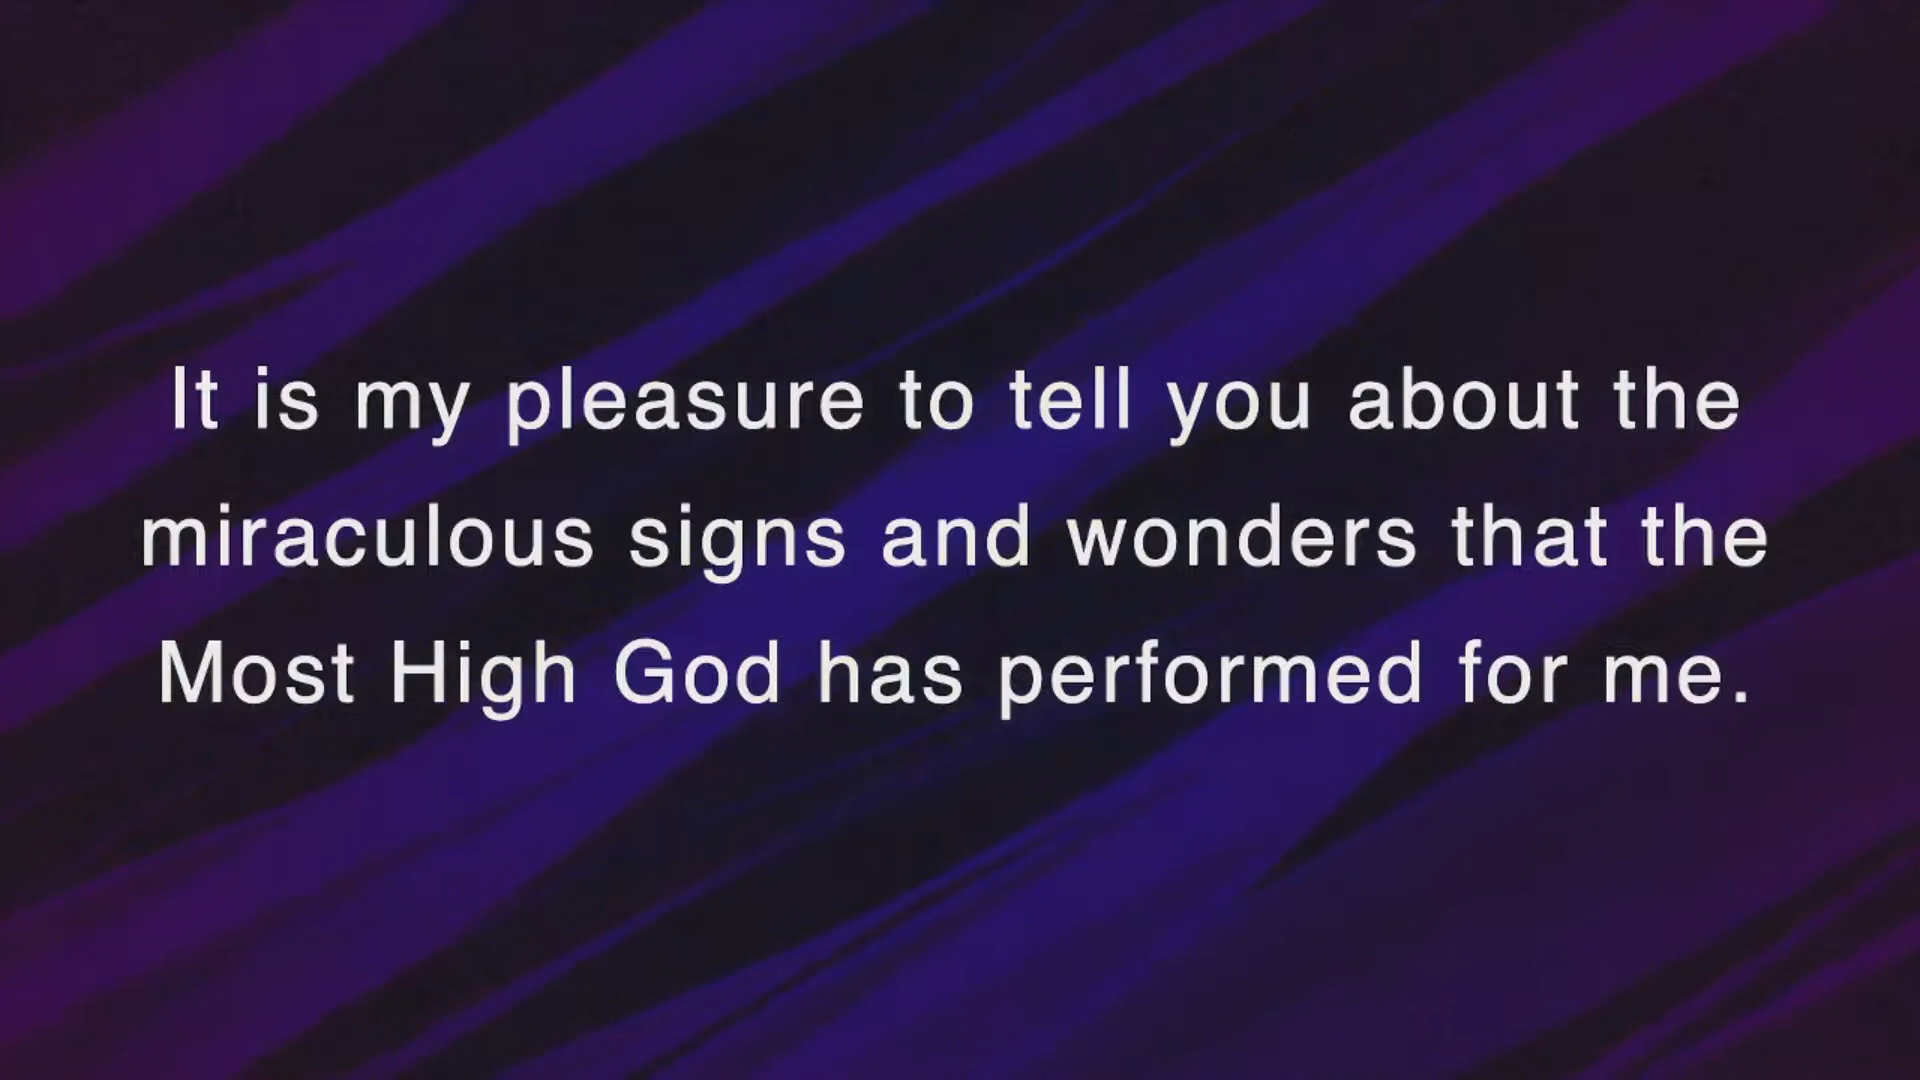 It is my pleasure to tell you about the
miraculous signs and wonders that the
Most High God has performed for me.